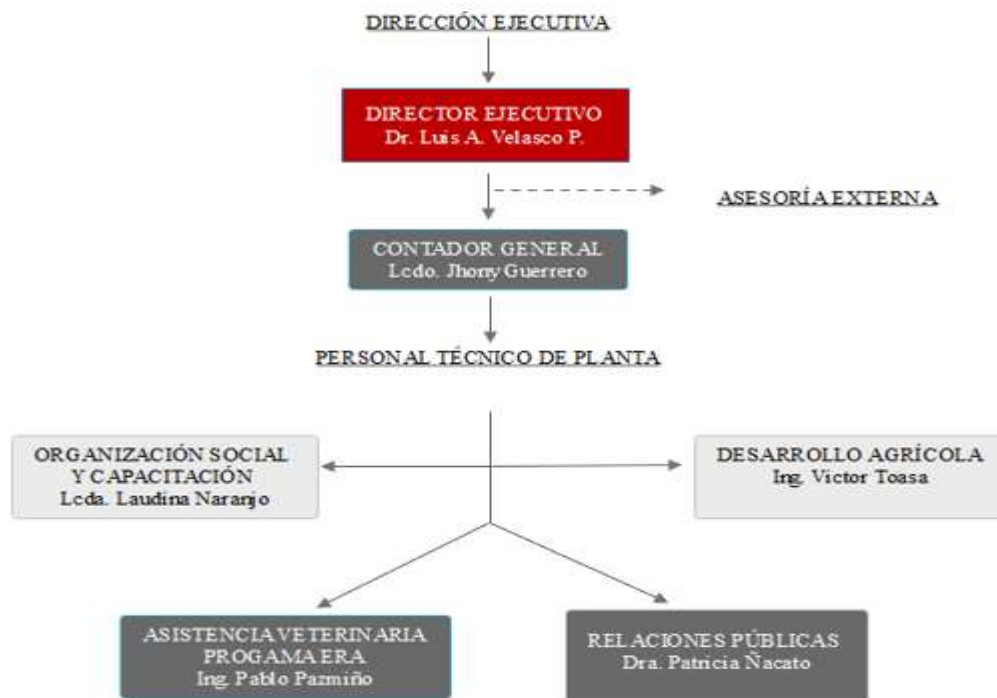 DIRECCIÓN EJECUTIVA
DIRECTOR EJECUTIVO
Dr. Luis A. Velasco P.
ASESORÍA EXTERNA
CONTADOR GENERAL
Lcdo. Jhony Guerrero
PERSONAL TÉCNICO DE PLANTA
ORGANIZACIÓN SOCIAL
Y CAPACITACIÓN
Lcda. Laudina Naranjo
DESARROLLO AGRÍCOLA
Ing. Victor Toasa
ASISTENCIA VETERINARIA
PROGAMA ERA
Ing. Pablo Pazmiño
RELACIONES PÚBLICAS
Dra. Patricia Ñacato